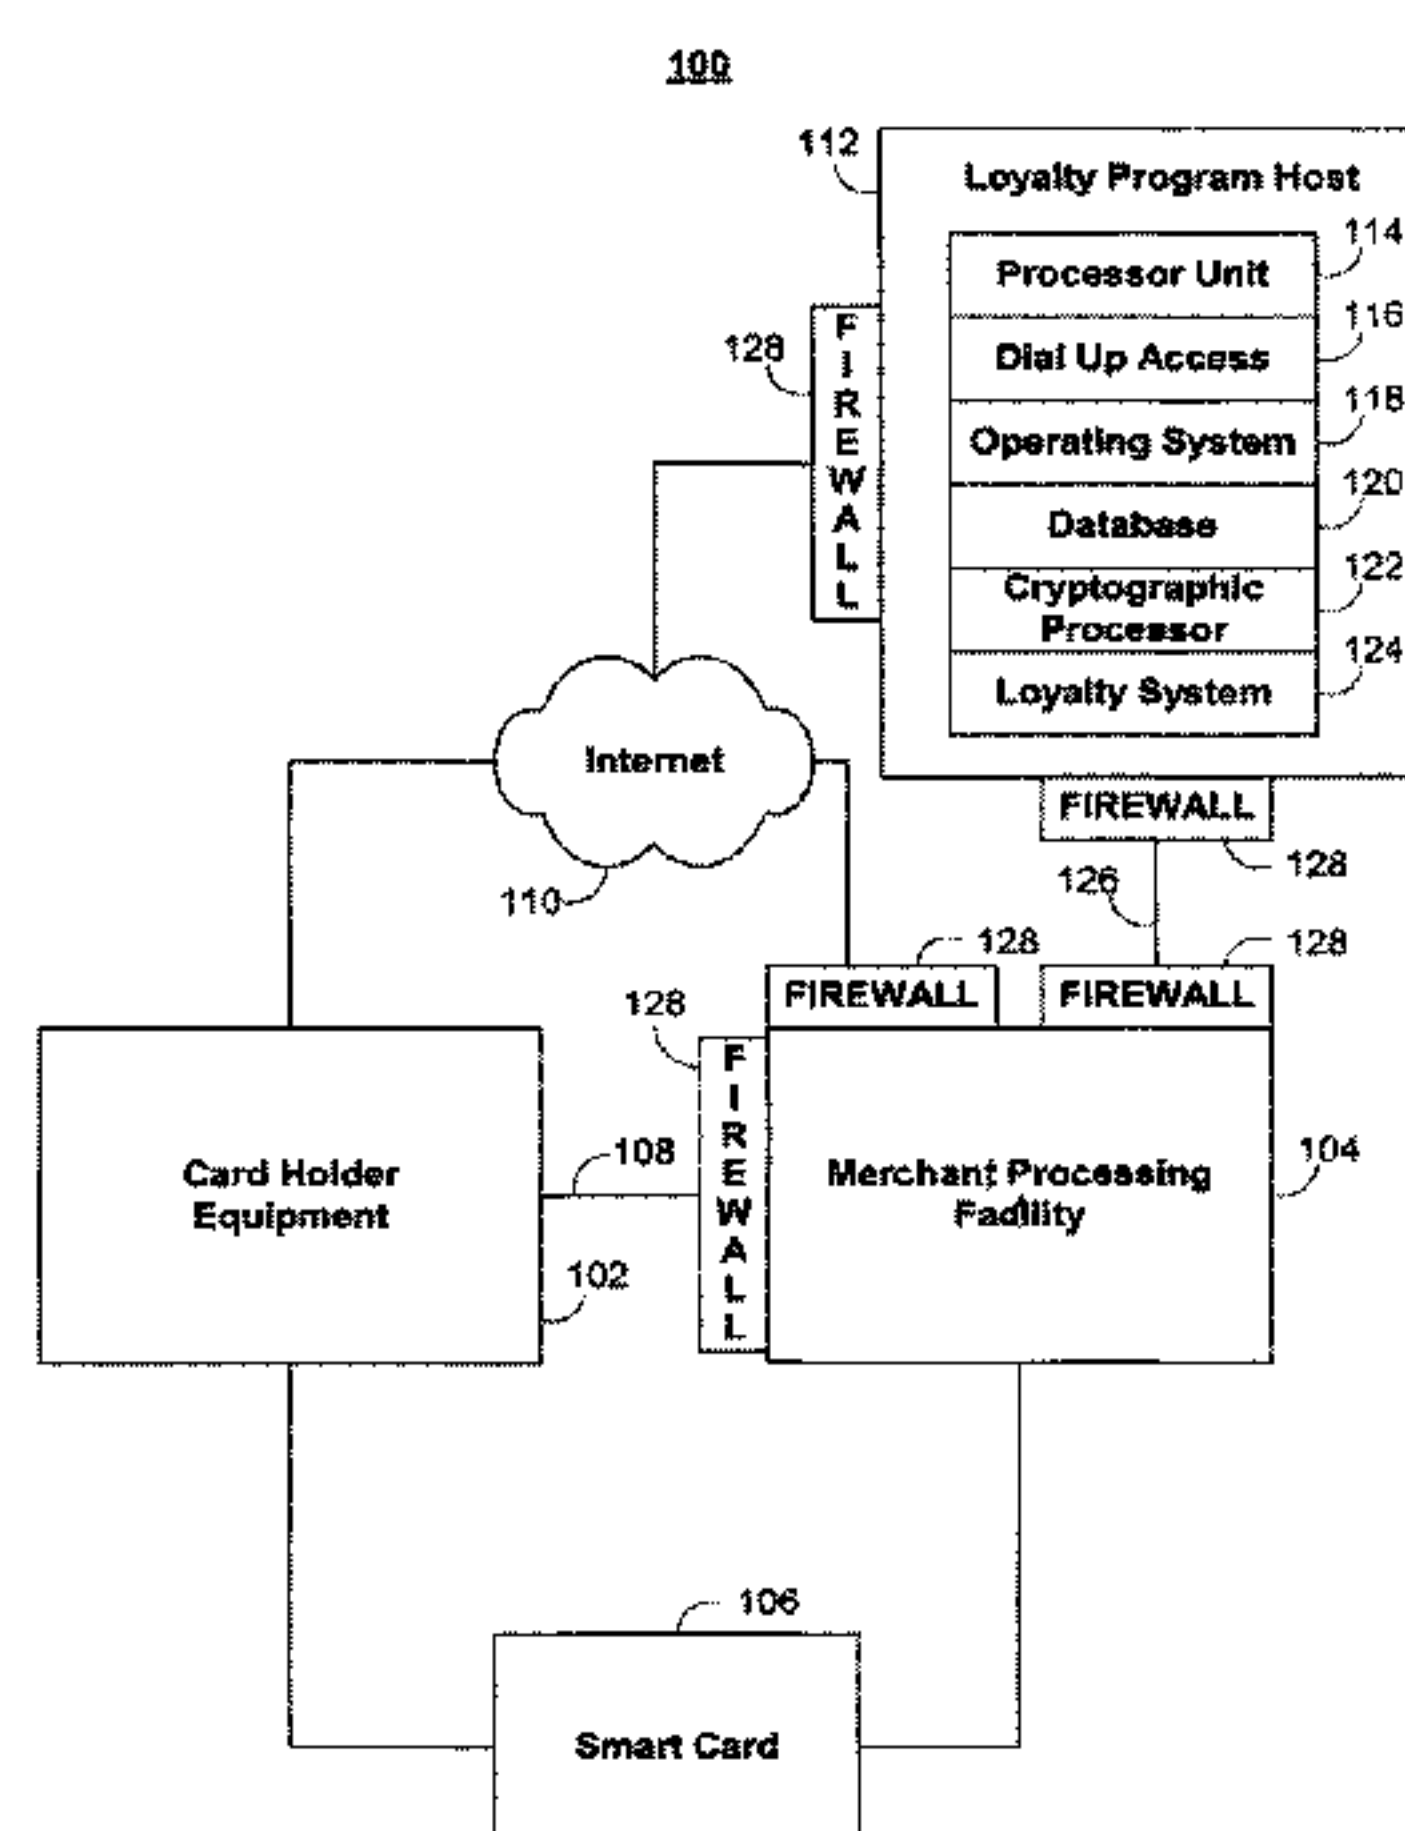 100
112
Loyalty Program Host
114
Processor Unit
116
Dial Up Access
118
Operating System
120
Database
122
Cryptographic
Processor
124
Loyalty System
128
FIREWALL
Internet
110
FIREWALL
128
126
128
FIREWALL
128
FIREWALL
128
FIREWALL
Card Holder
Equipment
108
102
Merchant Processing
Facility
104
106
Smart Card